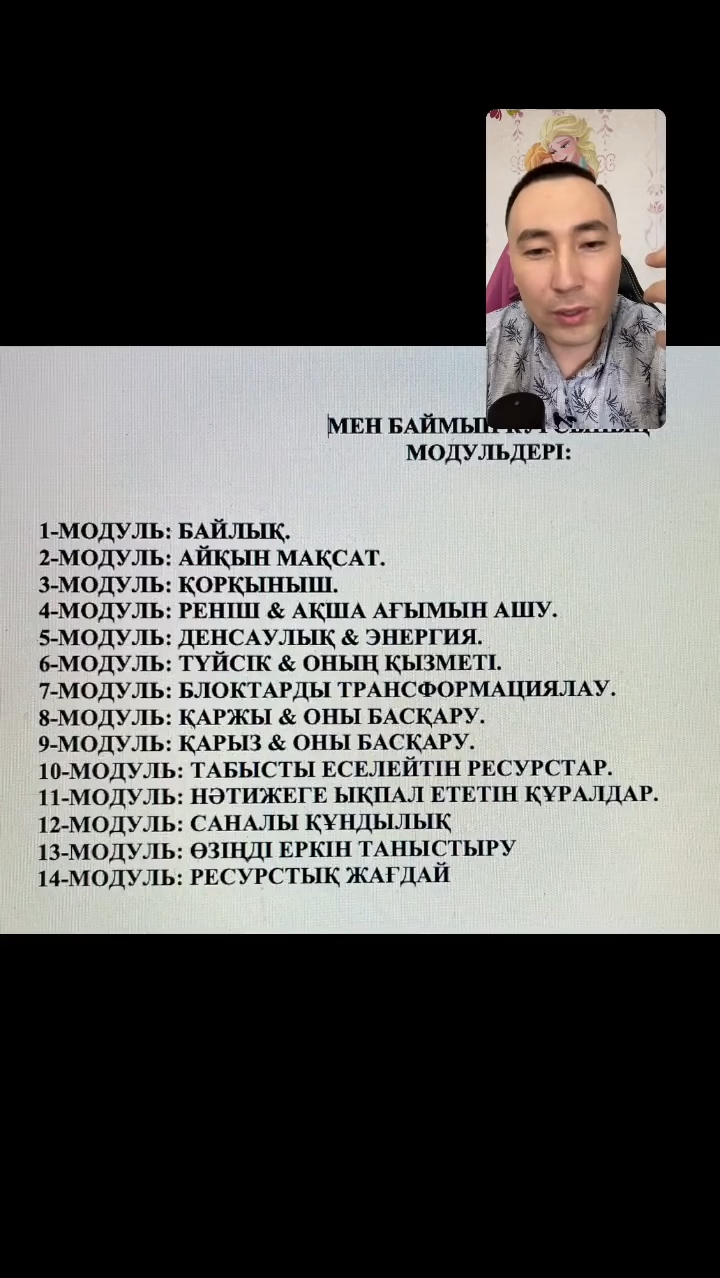 МЕН БАЙМЫН
МОДУЛЬДЕРІ:
1-МОДУЛЬ: БАЙЛЫҚ.
2-МОДУЛЬ: АЙҚЫН МАҚСАТ.
3-МОДУЛЬ: ҚОРҚЫНЫШ.
4-МОДУЛЬ: РЕНІШ & АҚША АҒЫМЫН АШУ.
5-МОДУЛЬ: ДЕНСАУЛЫҚ & ЭНЕРГИЯ.
6-МОДУЛЬ: ТҮЙСІК & ОНЫҢ ҚЫЗМЕТІ.
7-МОДУЛЬ: БЛОКТАРДЫ ТРАНСФОРМАЦИЯЛАУ.
8-МОДУЛЬ: ҚАРЖЫ & ОНЫ БАСҚАРУ.
9-МОДУЛЬ: ҚАРЫЗ & ОНЫ БАСҚАРУ.
10-МОДУЛЬ: ТАБЫСТЫ ЕСЕЛЕЙТІН РЕСУРСТАР.
11-МОДУЛЬ: НӘТИЖЕГЕ ЫҚПАЛ ЕТЕТІН ҚҰРАЛДАР.
12-МОДУЛЬ: САНАЛЫ ҚҰНДЫЛЫҚ
13-МОДУЛЬ: ӨЗІҢДІ ЕРКІН ТАНЫСТЫРУ
14-МОДУЛЬ: РЕСУРСТЫҚ ЖАҒДАЙ